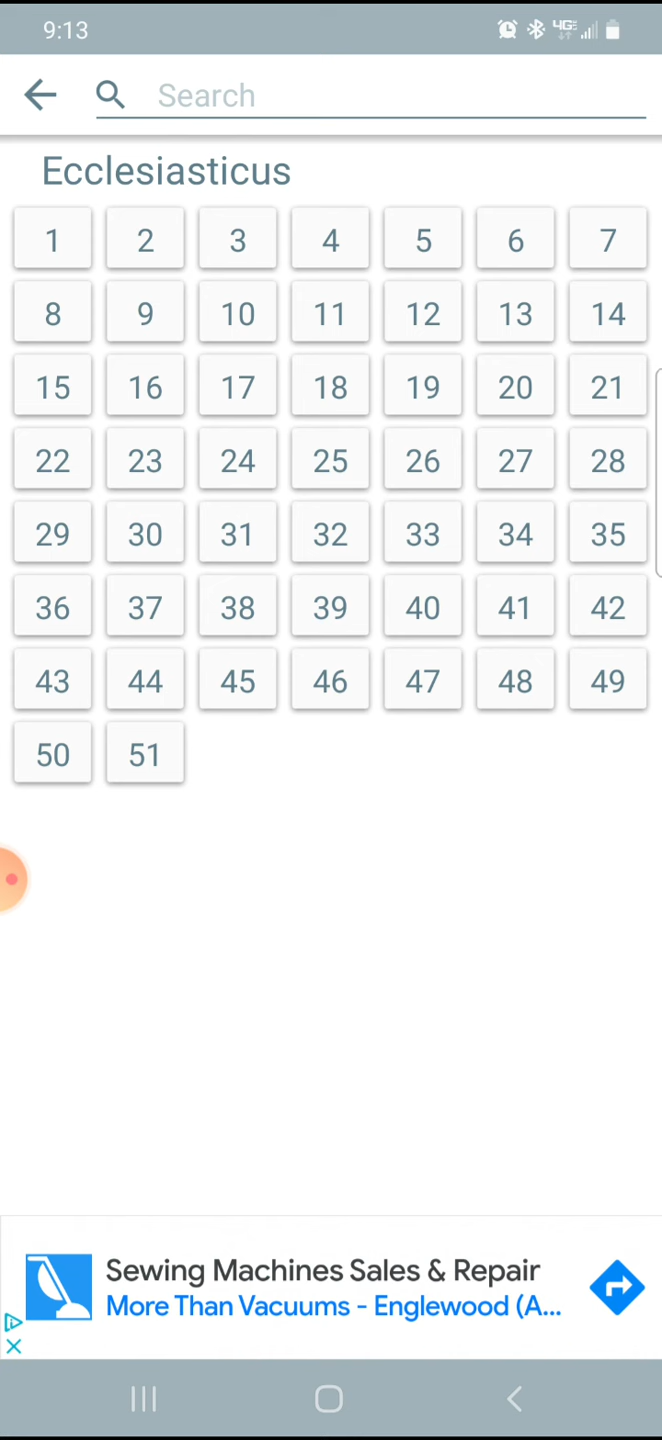 9:13
4GE
Search
Ecclesiasticus
1 2 3 4 5 6 7
8 9 10 11 12 13 14
15 16 17 18 19 20 21
22 23 24 25 26 27 28
29 30 31 32 33 34 35
36 37 38 39 40 41 42
43 44 45 46 47 48 49
50 51
Sewing Machines Sales & Repair
More Than Vacuums - Englewood (A...